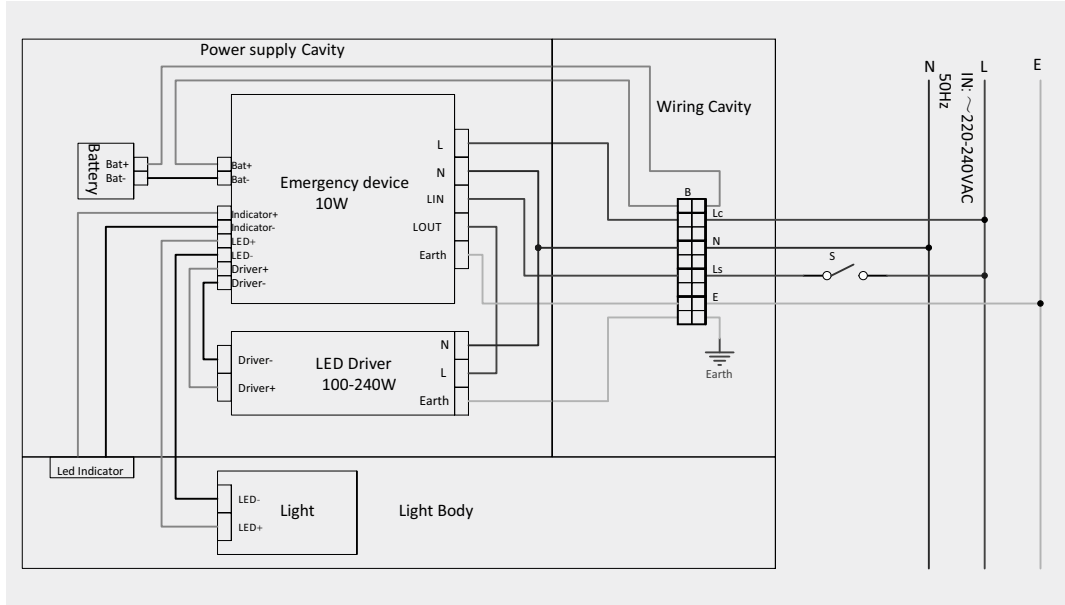 Power supply Cavity
Wiring Cavity
N
L
E
IN: ～220-240VAC
50Hz
Battery
Bat+
Bat-
Bat+
Bat-
Indicator+
Indicator-
LED+
LED-
Driver+
Driver-
Emergency device
10W
L
N
LIN
LOUT
Earth
B
Lc
N
Ls
E
S
Earth
Driver-
Driver+
LED Driver
100-240W
N
L
Earth
Led Indicator
LED-
LED+
Light
Light Body